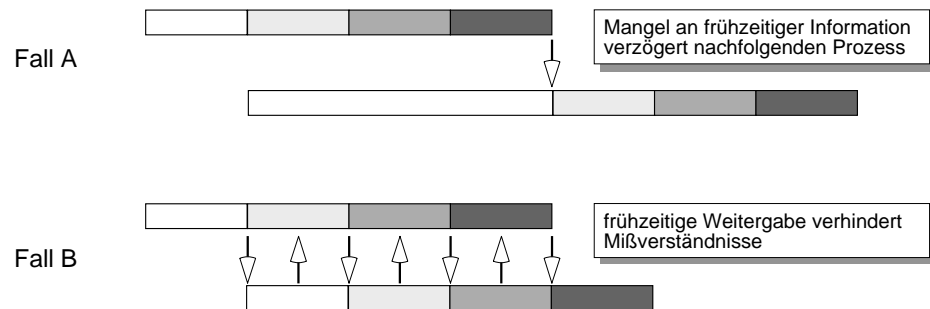 Fall A
Mangel an frühzeitiger Information
verzögert nachfolgenden Prozess
Fall B
frühzeitige Weitergabe verhindert
Mißverständnisse